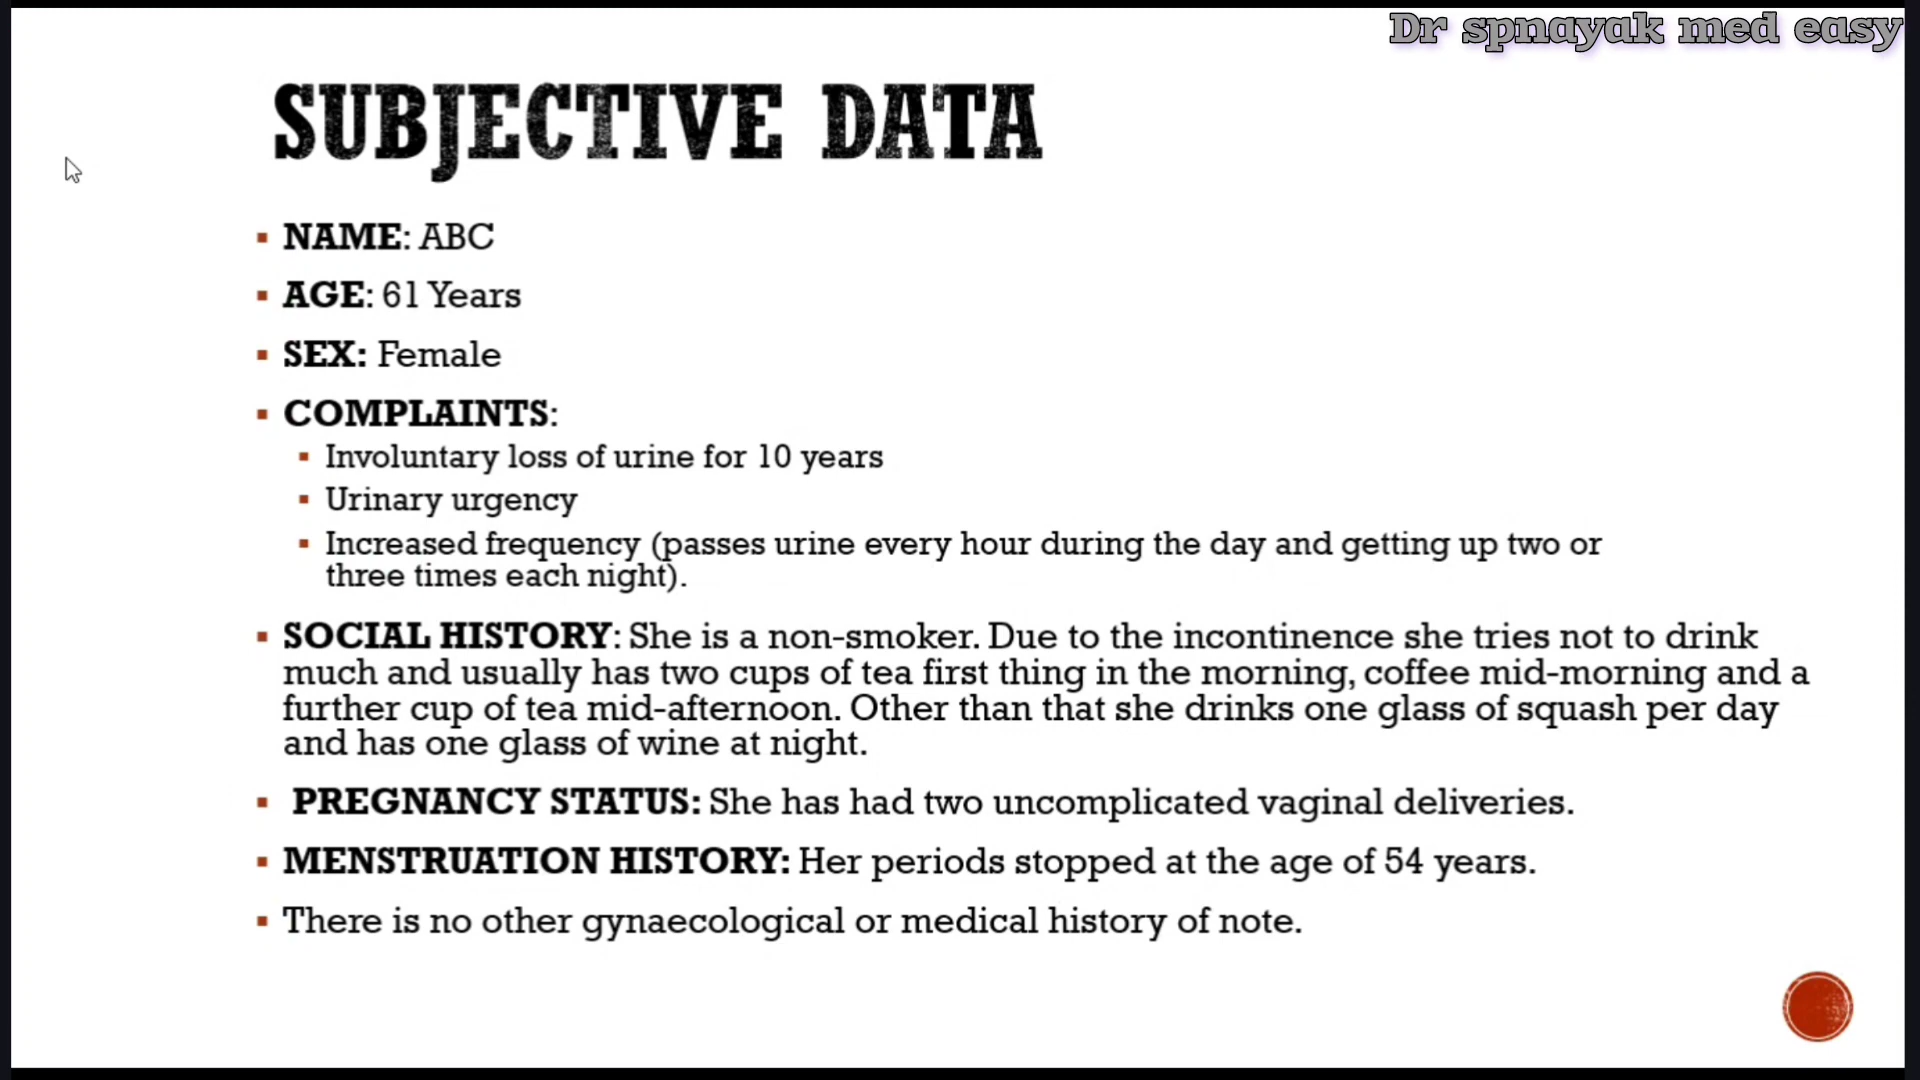 Dr spnayak med easy
SUBJECTIVE DATA
▪ NAME: ABC
▪ AGE: 61 Years
▪ SEX: Female
▪ COMPLAINTS:
▪ Involuntary loss of urine for 10 years
▪ Urinary urgency
▪ Increased frequency (passes urine every hour during the day and getting up two or
three times each night).
▪ SOCIAL HISTORY: She is a non-smoker. Due to the incontinence she tries not to drink
much and usually has two cups of tea first thing in the morning, coffee mid-morning and a
further cup of tea mid-afternoon. Other than that she drinks one glass of squash per day
and has one glass of wine at night.
▪ PREGNANCY STATUS: She has had two uncomplicated vaginal deliveries.
▪ MENSTRUATION HISTORY: Her periods stopped at the age of 54 years.
▪ There is no other gynaecological or medical history of note.